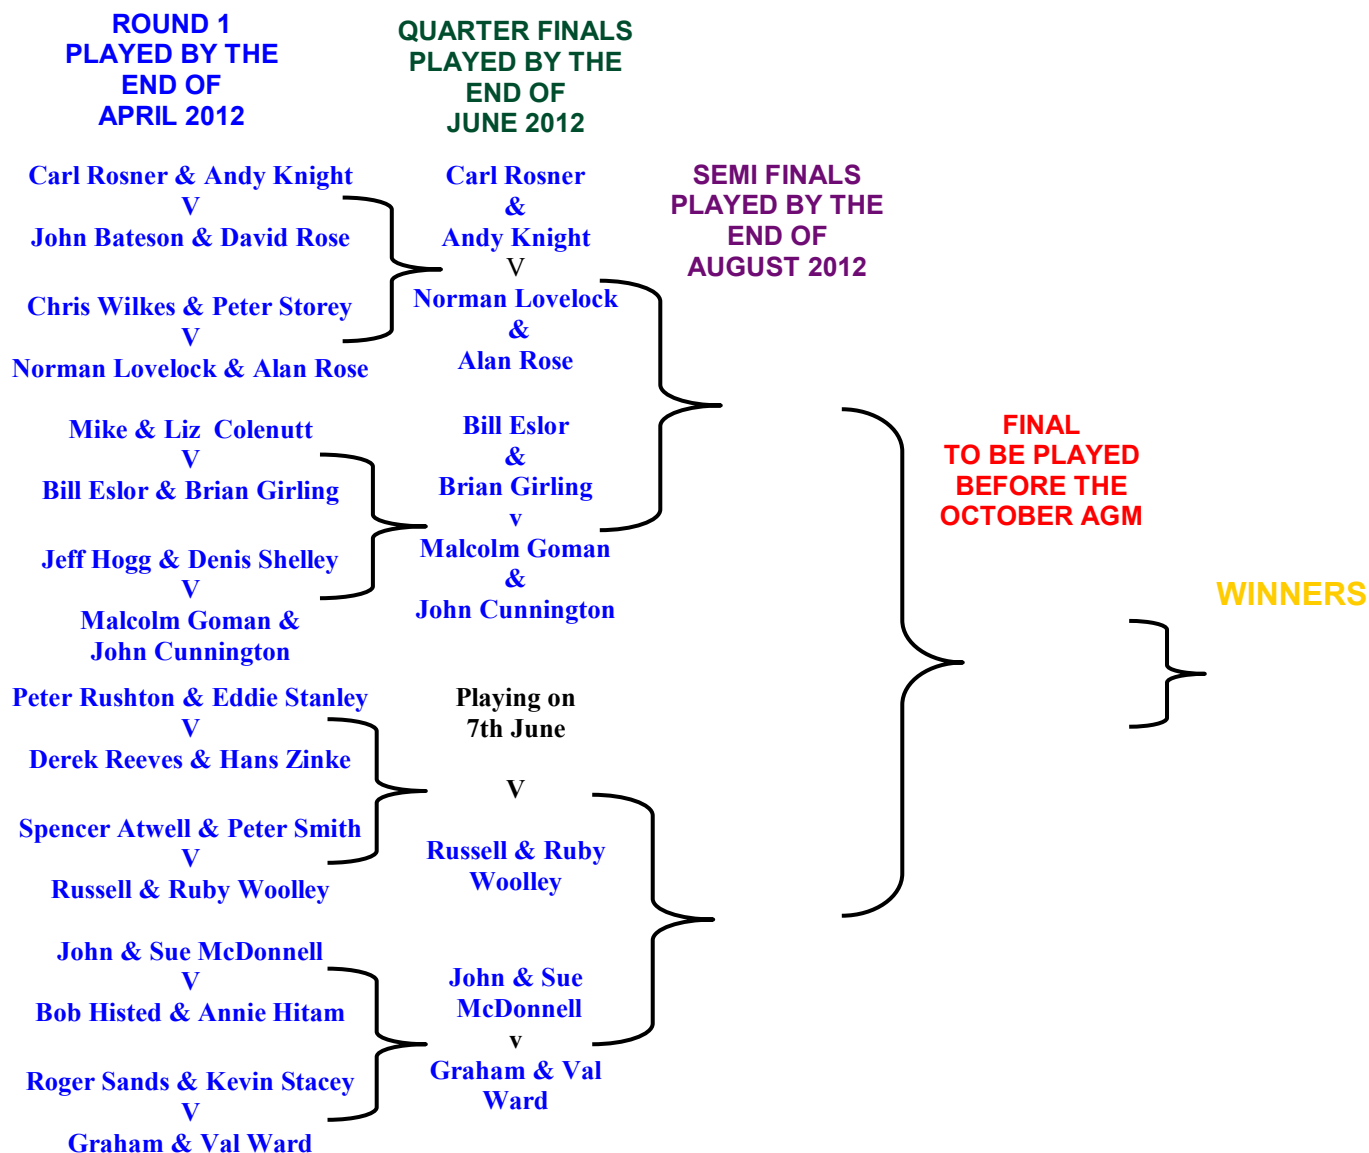 ROUND 1
PLAYED BY THE
END OF
APRIL 2012
Carl Rosner & Andy Knight
V
John Bateson & David Rose
Chris Wilkes & Peter Storey
V
Norman Lovelock & Alan Rose
Mike & Liz  Colenutt
V
Bill Eslor & Brian Girling
Jeff Hogg & Denis Shelley
V
Malcolm Goman &
John Cunnington
Peter Rushton & Eddie Stanley
V
Derek Reeves & Hans Zinke
Spencer Atwell & Peter Smith
V
Russell & Ruby Woolley
John & Sue McDonnell
V
Bob Histed & Annie Hitam
Roger Sands & Kevin Stacey
V
Graham & Val Ward
QUARTER FINALS
PLAYED BY THE
END OF
JUNE 2012
Carl Rosner
&
Andy Knight
V
Norman Lovelock
&
Alan Rose
Bill Eslor
&
Brian Girling
v
Malcolm Goman
&
John Cunnington
Playing on
7th June
V
Russell & Ruby
Woolley
John & Sue
McDonnell
v
Graham & Val
Ward
SEMI FINALS
PLAYED BY THE
END OF
AUGUST 2012
FINAL
TO BE PLAYED
BEFORE THE
OCTOBER AGM
WINNERS